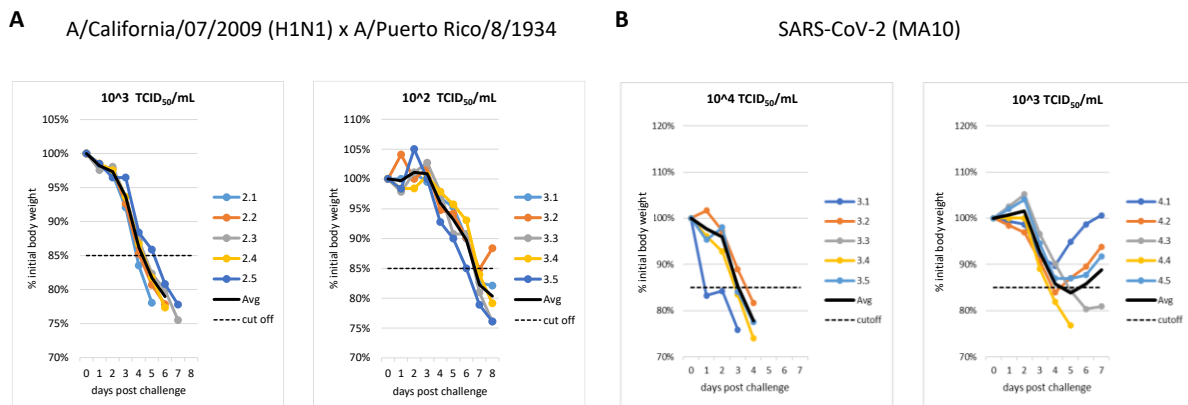 A
A/California/07/2009 (H1N1) x A/Puerto Rico/8/1934
B
SARS-CoV-2 (MA10)
10^3 TCID50/mL
% initial body weight
105%
100%
95%
90%
85%
80%
75%
70%
0 1 2 3 4 5 6 7 8
days post challenge
2.1
2.2
2.3
2.4
2.5
Avg
cut off
10^2 TCID50/mL
% initial body weight
110%
105%
100%
95%
90%
85%
80%
75%
70%
0 1 2 3 4 5 6 7 8
days post challenge
3.1
3.2
3.3
3.4
3.5
Avg
cut off
10^4 TCID50/mL
% initial body weight
120%
110%
100%
90%
80%
70%
0 1 2 3 4 5 6 7
days post challenge
3.1
3.2
3.3
3.4
3.5
Avg
cutoff
10^3 TCID50/mL
% initial body weight
120%
110%
100%
90%
80%
70%
0 1 2 3 4 5 6 7
days post challenge
4.1
4.2
4.3
4.4
4.5
Avg
cutoff